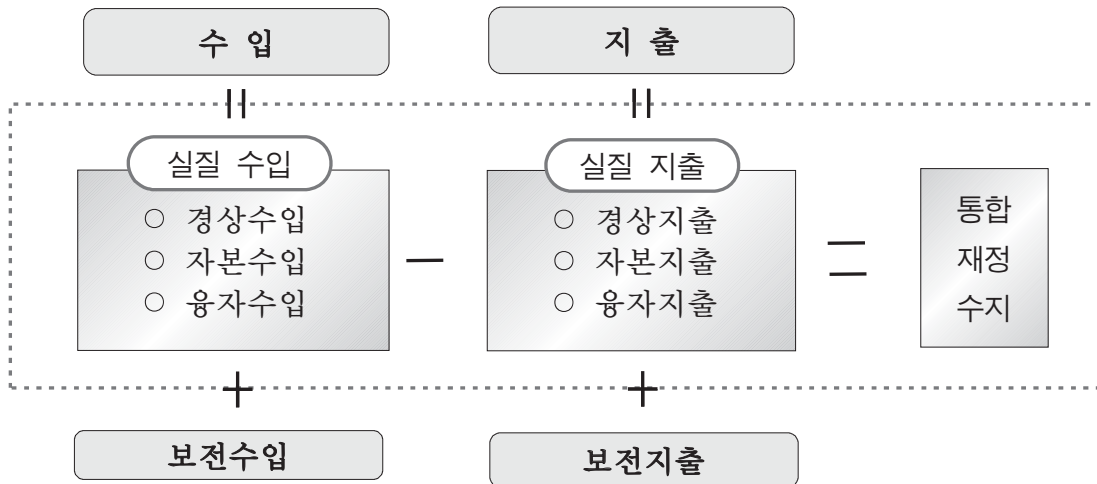 수 입
지 출
실질 수입
○ 경상수입
○ 자본수입
○ 융자수입
실질 지출
○ 경상지출
○ 자본지출
○ 융자지출
통합
재정
수지
보전수입
보전지출